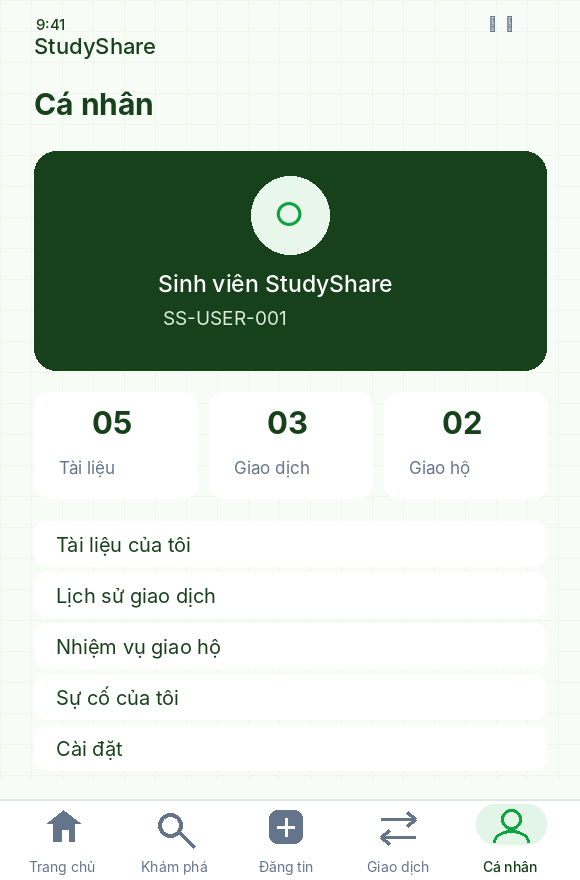 9:41
StudyShare
Cá nhân
Sinh viên StudyShare
SS-USER-001
05 03 02
Tài liệu Giao dịch Giao hộ
Tài liệu của tôi
Lịch sử giao dịch
Nhiệm vụ giao hộ
Sự cố của tôi
Cài đặt
Trang chủ Khám phá Đăng tin Giao dịch Cá nhân